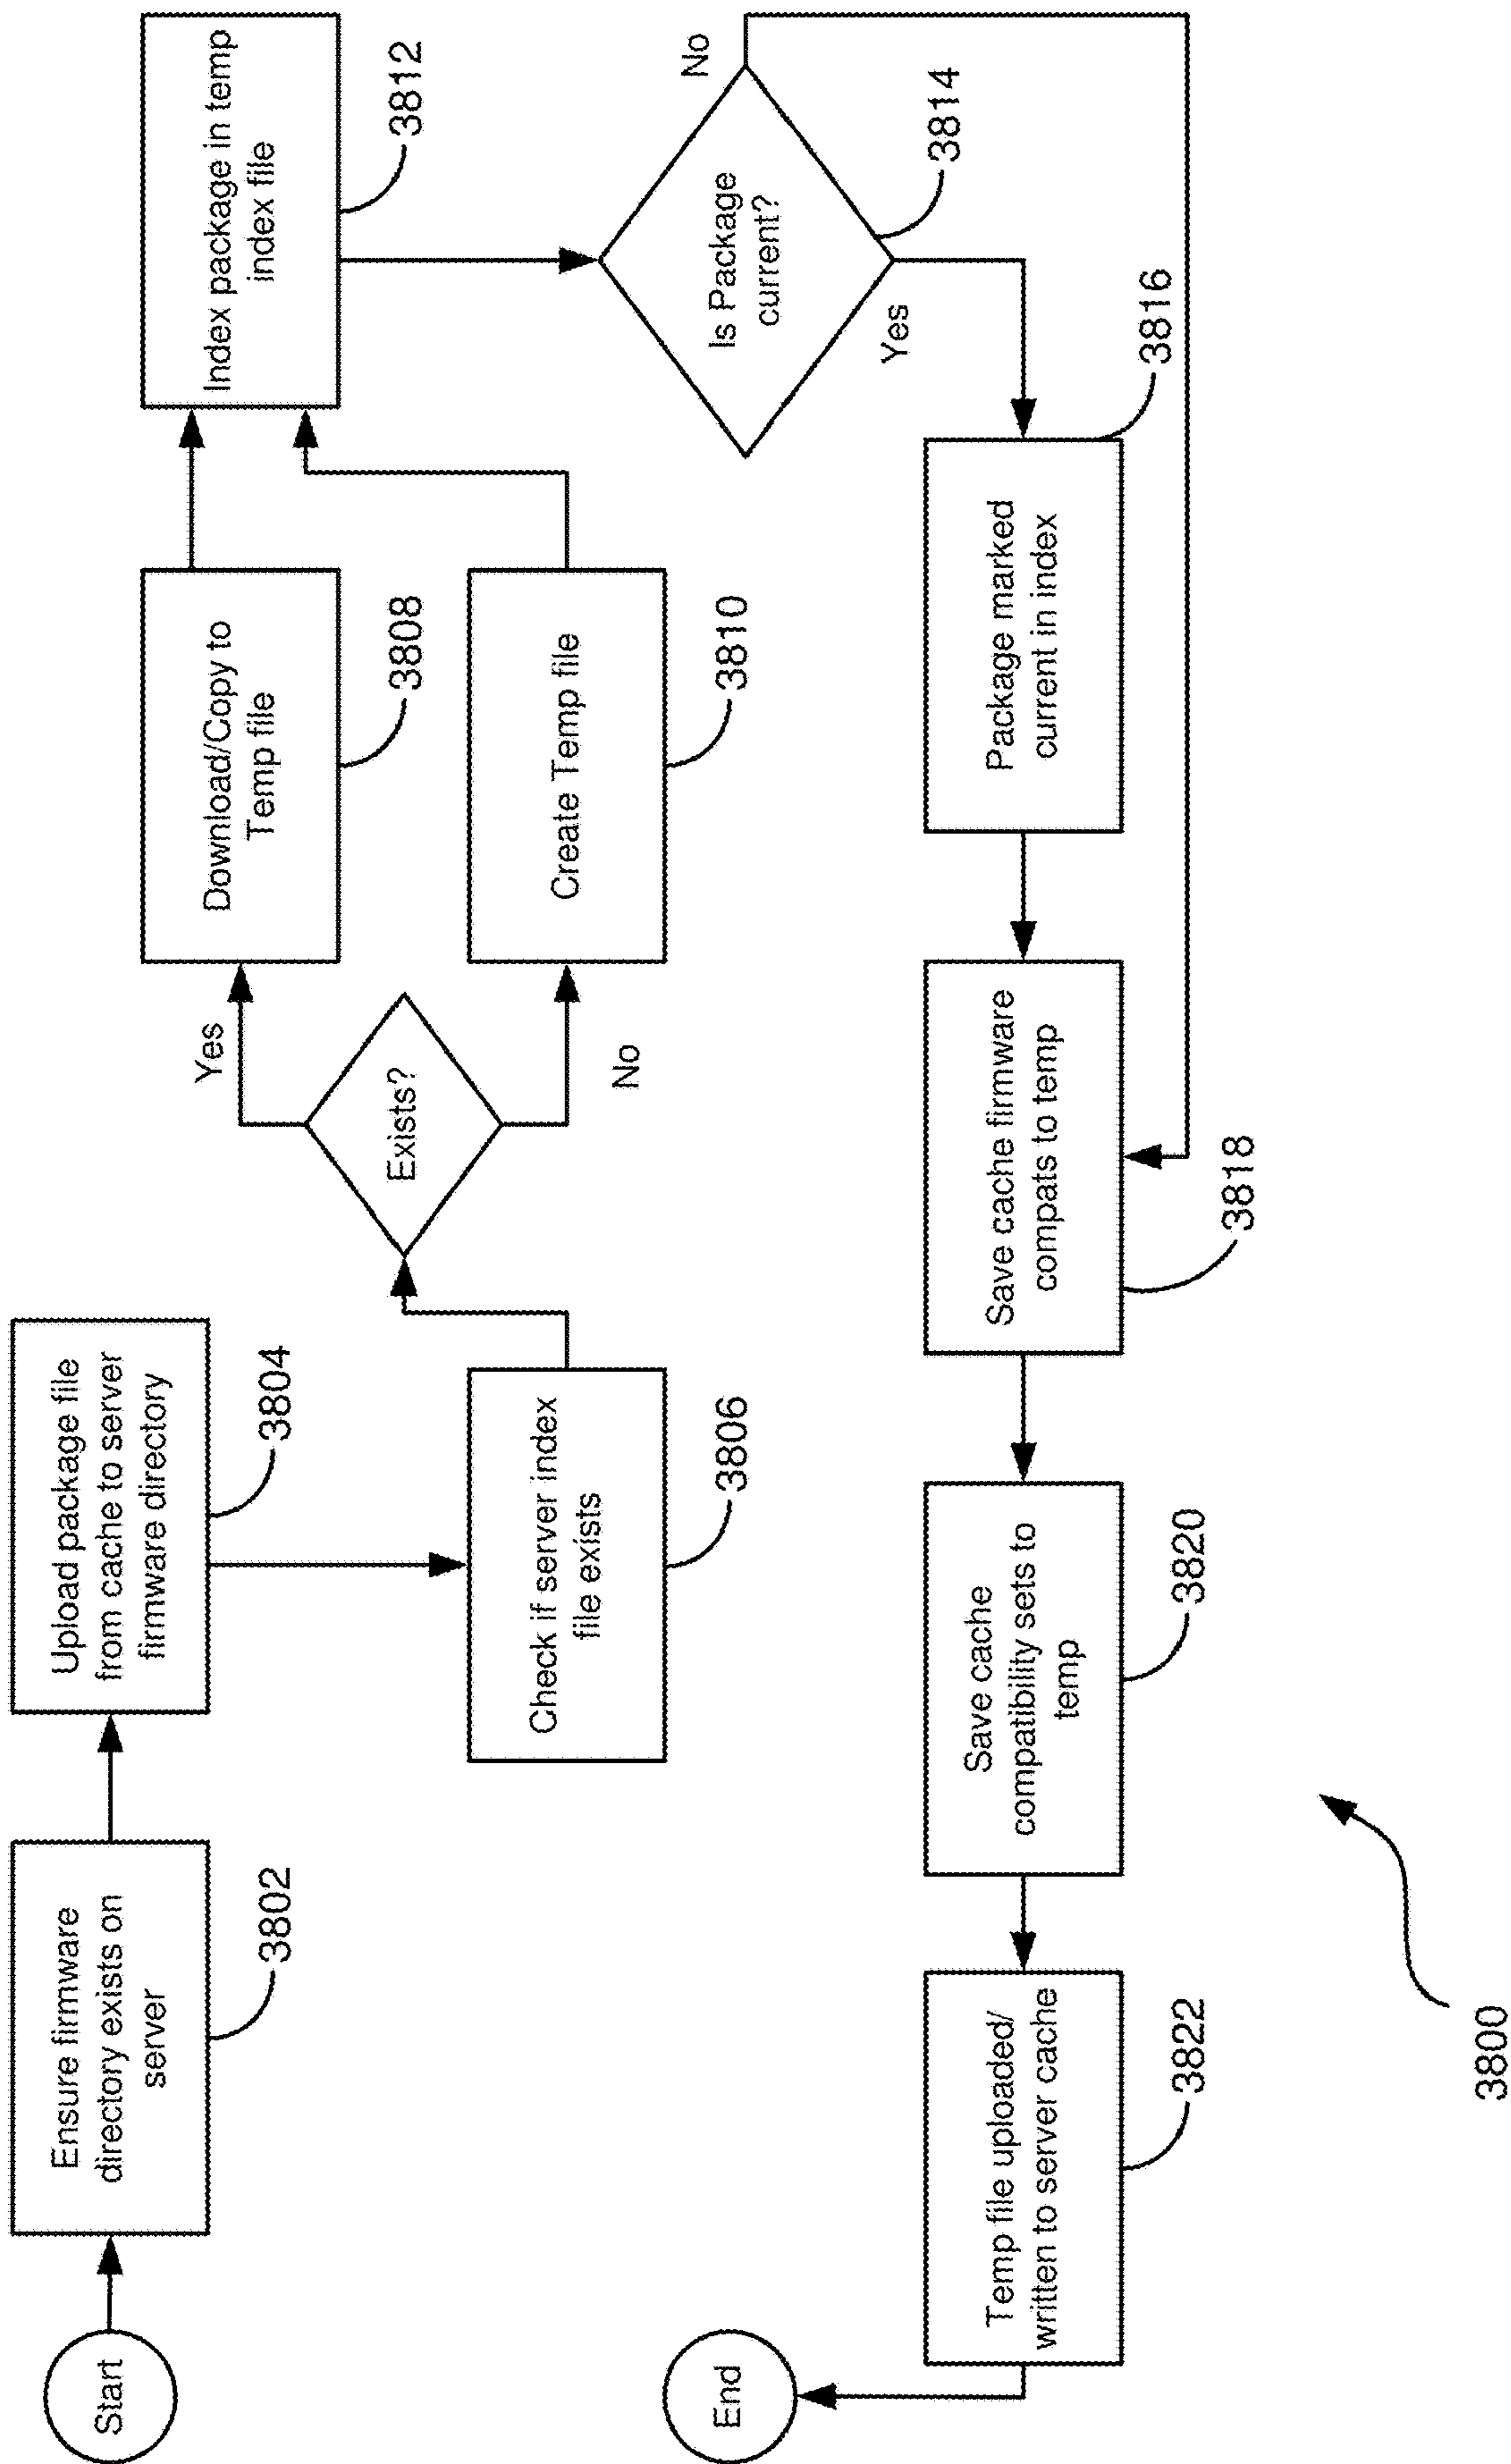 Start
Ensure firmware
directory exists on
server
3802
Upload package file
from cache to server
firmware directory
3804
Check if server index
file exists
3806
Exists?
Yes
No
Download/Copy to
Temp file
3808
Create Temp file
3810
Index package in temp
index file
3812
Is Package
current?
3814
No
Yes
Package marked
current in index
3816
Save cache firmware
compats to temp
3818
Save cache
compatibility sets to
temp
3820
Temp file uploaded/
written to server cache
3822
End
3800